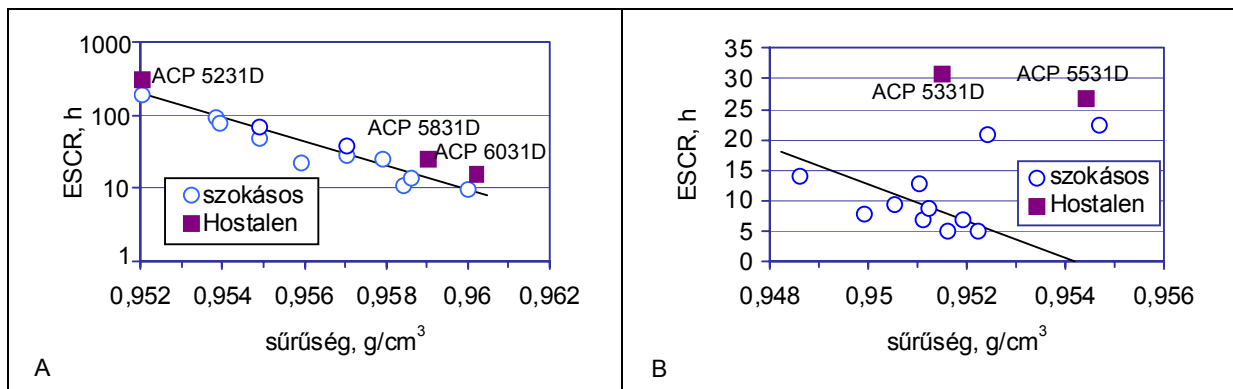 1000
100
10
1
ESCR, h
ACP 5231D
ACP 5831D
ACP 6031D
szokásos
Hostalen
0,952 0,954 0,956 0,958 0,96 0,962
sűrűség, g/cm³
A
35
30
25
20
15
10
5
0
ESCR, h
ACP 5331D
ACP 5531D
szokásos
Hostalen
0,948 0,95 0,952 0,954 0,956
sűrűség, g/cm³
B